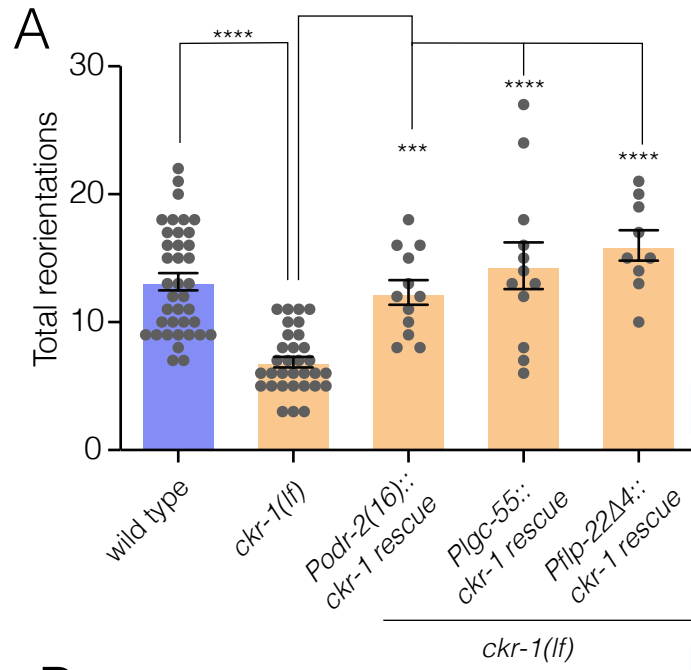 A
****
****
***
****
30
20
10
0
Total reorientations
wild type
ckr-1(lf)
Podr-2(16)::
ckr-1 rescue
Plgc-55::
ckr-1 rescue
Pflp-22Δ4::
ckr-1 rescue
ckr-1(lf)